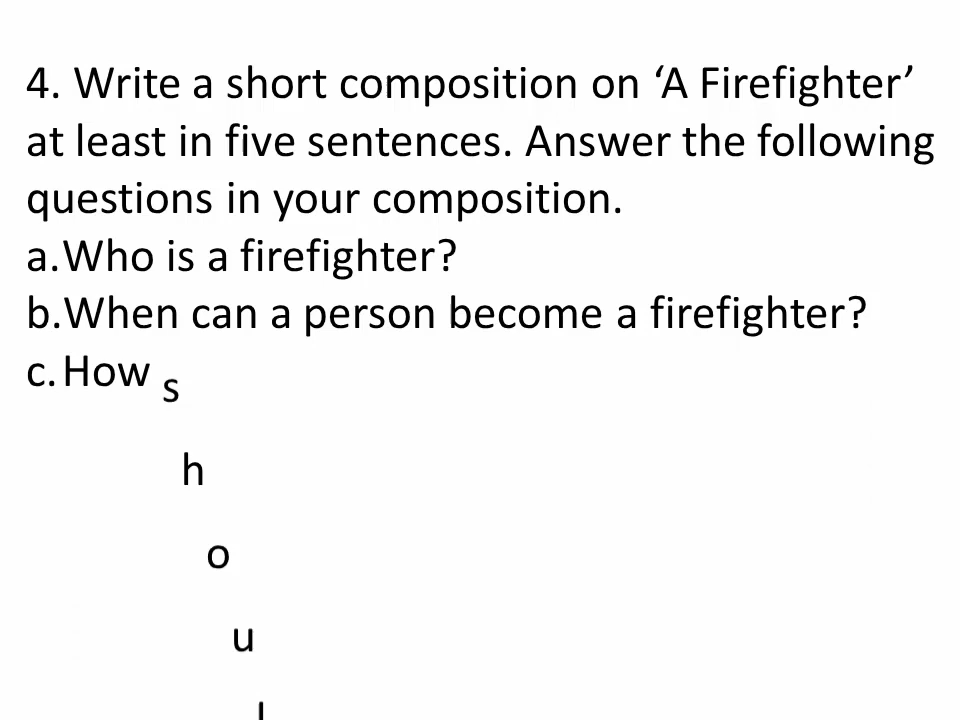 4. Write a short composition on ‘A Firefighter’
at least in five sentences. Answer the following
questions in your composition.
a.Who is a firefighter?
b.When can a person become a firefighter?
c.How s
h
o
u
l